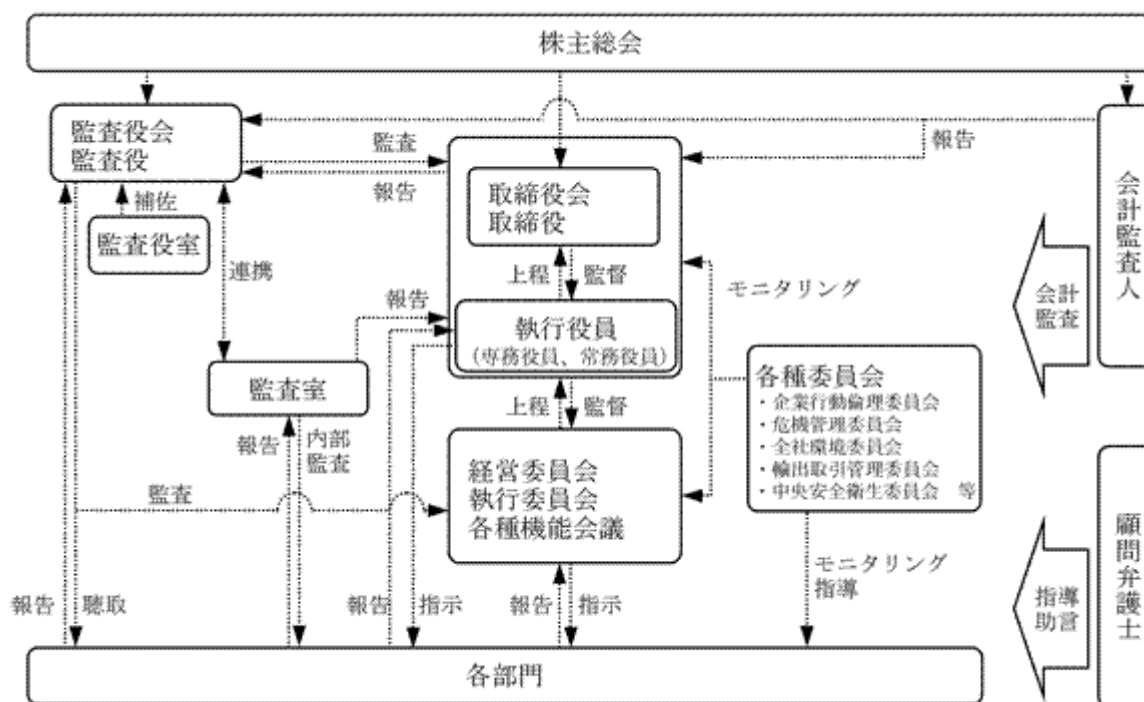 株主総会
監査役会
監査役
監査
報告
報告
補佐
監査役室
取締役会
取締役
会計監査人
連携
上程
監督
モニタリング
会計
監査
報告
執行役員
(専務役員、常務役員)
監査室
各種委員会
・企業行動倫理委員会
・危機管理委員会
・全社環境委員会
・輸出取引管理委員会
・中央安全衛生委員会 等
上程
監督
報告
内部
監査
経営委員会
執行委員会
各種機能会議
監査
顧問弁護士
モニタリング
指導
指導
助言
報告
聴取
報告
指示
報告
指示
各部門